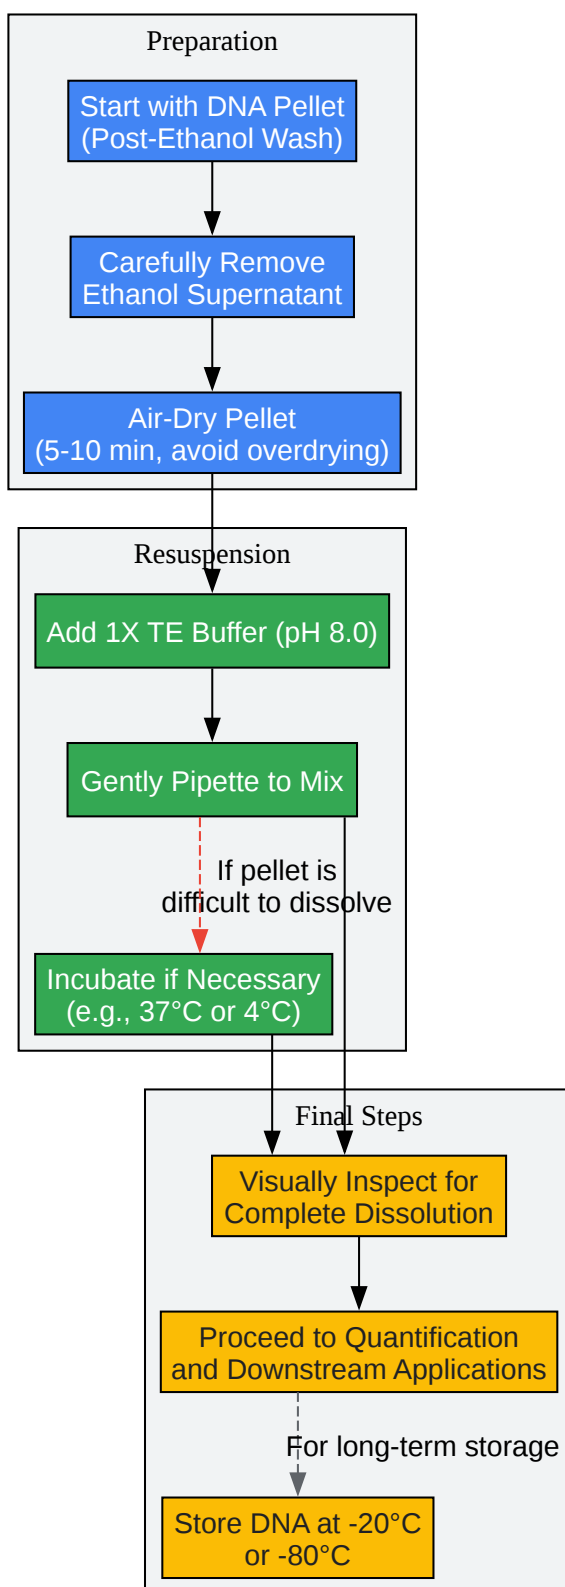 Preparation
Start with DNA Pellet
(Post-Ethanol Wash)
Carefully Remove
Ethanol Supernatant
Air-Dry Pellet
(5-10 min, avoid overdrying)
Resuspension
Add 1X TE Buffer (pH 8.0)
Gently Pipette to Mix
If pellet is
difficult to dissolve
Incubate if Necessary
(e.g., 37°C or 4°C)
Final Steps
Visually Inspect for
Complete Dissolution
Proceed to Quantification
and Downstream Applications
For long-term storage
Store DNA at -20°C
or -80°C